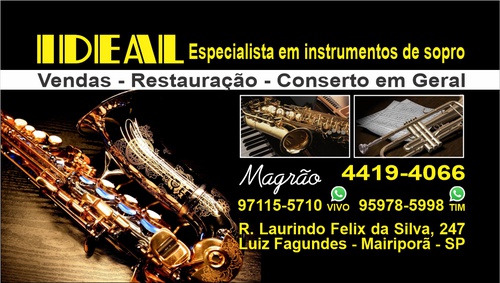 IDEAL Especialista em instrumentos de sopro
Vendas - Restauração - Conserto em Geral
Magrão 4419-4066
97115-5710 VIVO 95978-5998 TIM
R. Laurindo Felix da Silva, 247
Luiz Fagundes - Mairiporã - SP